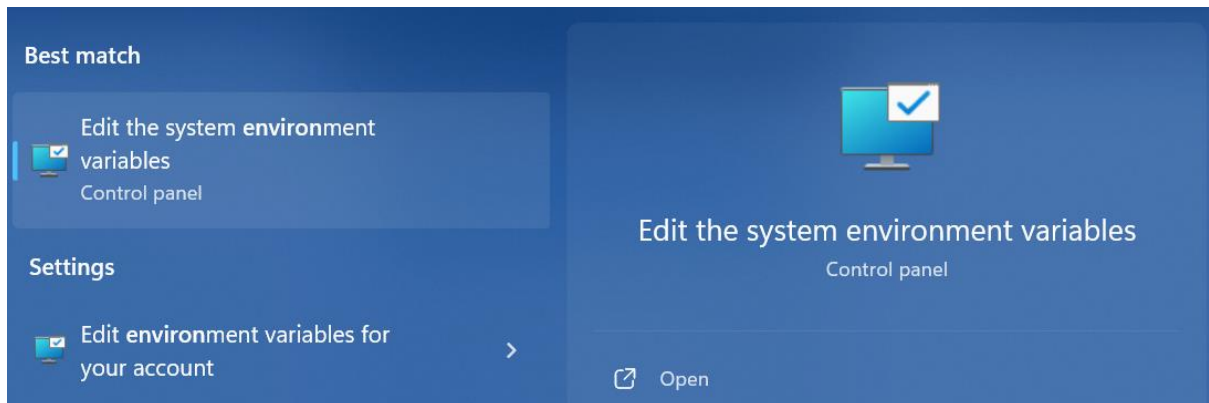 Best match
Edit the system environment
variables
Control panel
Settings
Edit environment variables for
your account
Edit the system environment variables
Control panel
Open